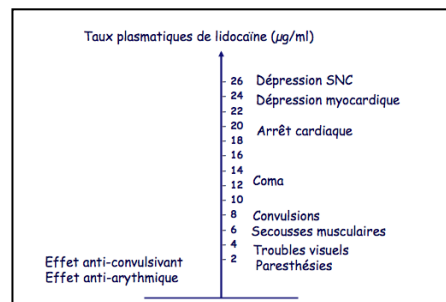 Taux plasmatiques de lidocaïne (µg/ml)
26 Dépression SNC
24 Dépression myocardique
22
20 Arrêt cardiaque
18
16
14
12 Coma
10
8 Convulsions
6 Secousses musculaires
4 Troubles visuels
2 Paresthésies
Effet anti-convulsivant
Effet anti-arythmique